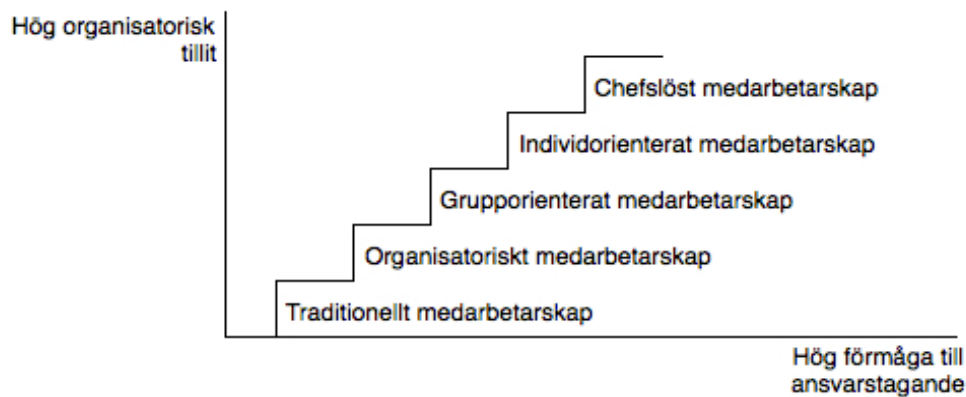 Hög organisatorisk
tillit
Chefslöst medarbetarskap
Individorienterat medarbetarskap
Grupporienterat medarbetarskap
Organisatoriskt medarbetarskap
Traditionellt medarbetarskap
Hög förmåga till
ansvarstagande